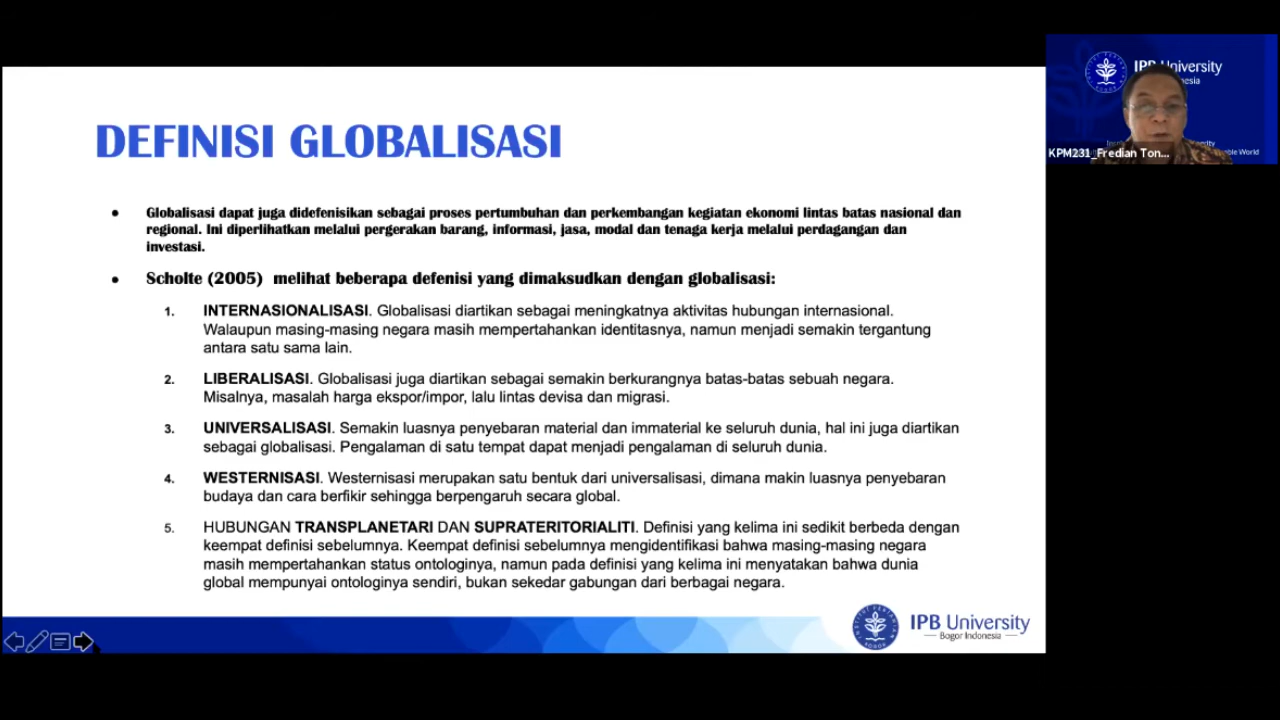 DEFINISI GLOBALISASI
• Globalisasi dapat juga didefenisikan sebagai proses pertumbuhan dan perkembangan kegiatan ekonomi lintas batas nasional dan
regional. Ini diperlihatkan melalui pergerakan barang, informasi, jasa, modal dan tenaga kerja melalui perdagangan dan
investasi.
• Scholte (2005) melihat beberapa defenisi yang dimaksudkan dengan globalisasi:
1. INTERNASIONALISASI. Globalisasi diartikan sebagai meningkatnya aktivitas hubungan internasional.
Walaupun masing-masing negara masih mempertahankan identitasnya, namun menjadi semakin tergantung
antara satu sama lain.
2. LIBERALISASI. Globalisasi juga diartikan sebagai semakin berkurangnya batas-batas sebuah negara.
Misalnya, masalah harga ekspor/impor, lalu lintas devisa dan migrasi.
3. UNIVERSALISASI. Semakin luasnya penyebaran material dan immaterial ke seluruh dunia, hal ini juga diartikan
sebagai globalisasi. Pengalaman di satu tempat dapat menjadi pengalaman di seluruh dunia.
4. WESTERNISASI. Westernisasi merupakan satu bentuk dari universalisasi, dimana makin luasnya penyebaran
budaya dan cara berfikir sehingga berpengaruh secara global.
5. HUBUNGAN TRANSPLANETARI DAN SUPRATERITORIALITI. Definisi yang kelima ini sedikit berbeda dengan
keempat definisi sebelumnya. Keempat definisi sebelumnya mengidentifikasi bahwa masing-masing negara
masih mempertahankan status ontologinya, namun pada definisi yang kelima ini menyatakan bahwa dunia
global mempunyai ontologinya sendiri, bukan sekedar gabungan dari berbagai negara.
IPB University
Bogor Indonesia
IPB University
KPM231_Fredian Ton...
World